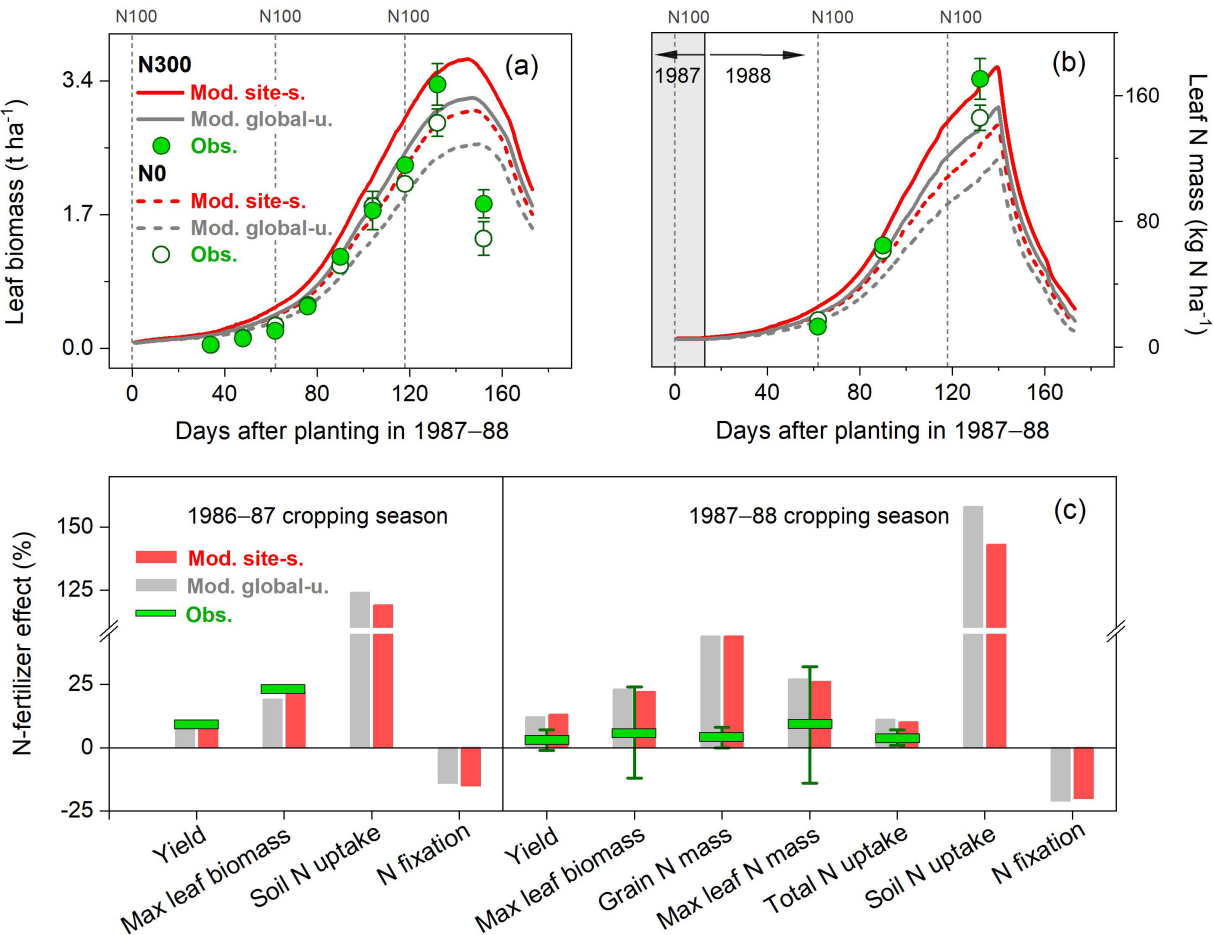 N100 N100 N100
(a)
N300
Mod. site-s.
Mod. global-u.
Obs.
N0
Mod. site-s.
Mod. global-u.
Obs.
Leaf biomass (t ha-1)
3.4
1.7
0.0
0 40 80 120 160
Days after planting in 1987–88
N100 N100 N100
(b)
1987 1988
Leaf N mass (kg N ha-1)
160
80
0
0 40 80 120 160
Days after planting in 1987–88
(c)
1986–87 cropping season
1987–88 cropping season
Mod. site-s.
Mod. global-u.
Obs.
N-fertilizer effect (%)
150
125
25
0
-25
Yield
Max leaf biomass
Soil N uptake
N fixation
Yield
Max leaf biomass
Grain N mass
Max leaf N mass
Total N uptake
Soil N uptake
N fixation